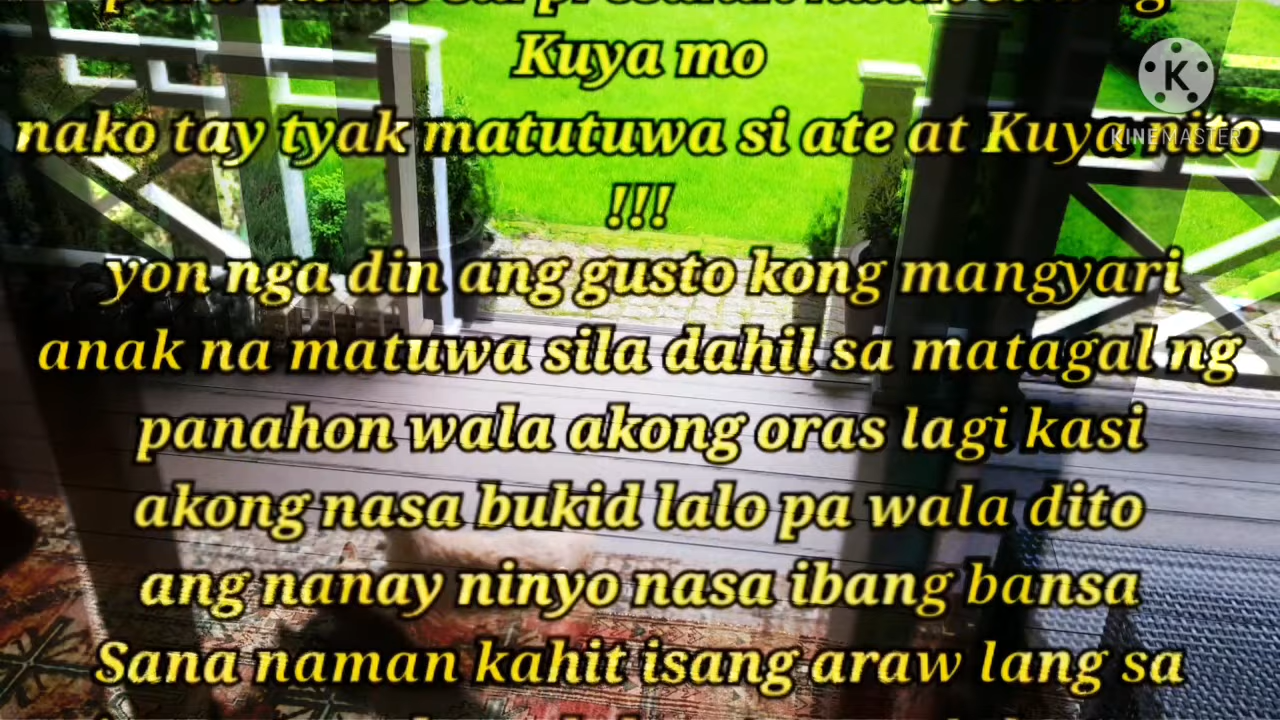 Kuya mo
nako tay tyak matutuwa si ate at Kuya nito
!!!
yon nga din ang gusto kong mangyari
anak na matuwa sila dahil sa matagal ng
panahon wala akong oras lagi kasi
akong nasa bukid lalo pa wala dito
ang nanay ninyo nasa ibang bansa
Sana naman kahit isang araw lang sa
K
KINEMASTER